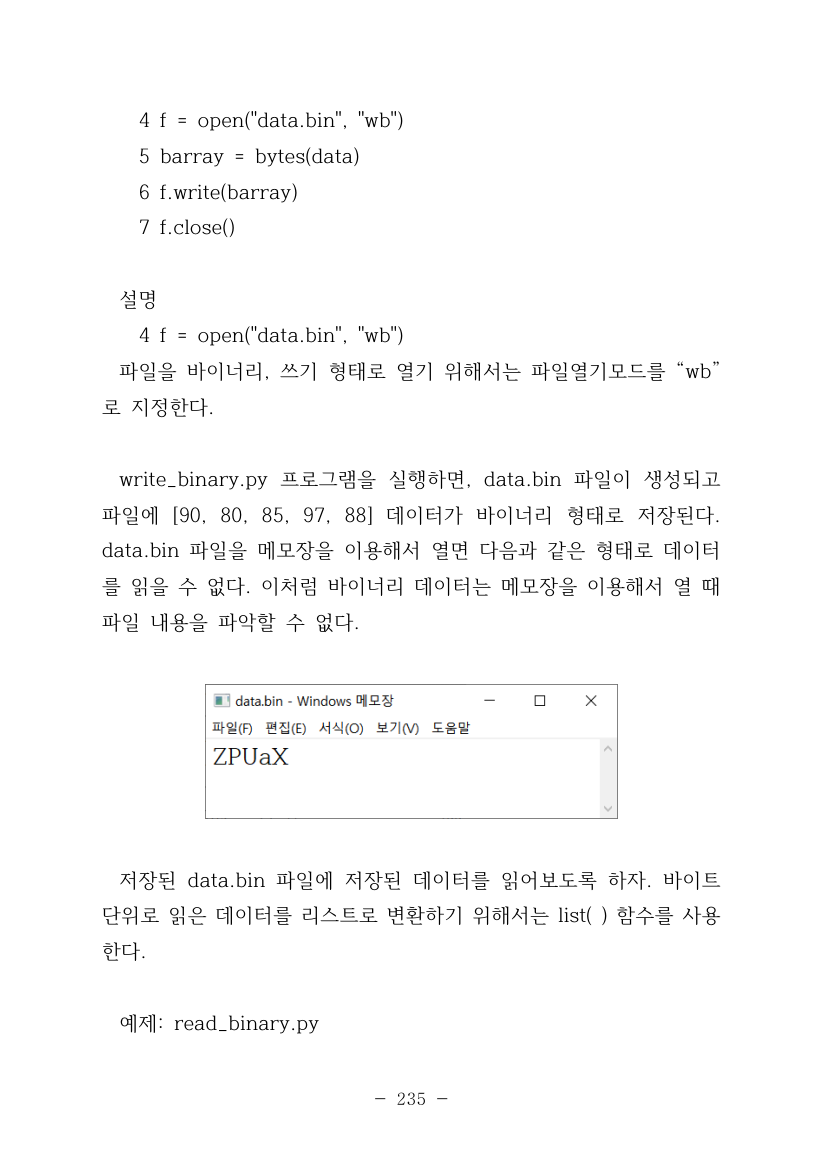 4 f = open("data.bin", "wb")
5 barray = bytes(data)
6 f.write(barray)
7 f.close()
설명
4 f = open("data.bin", "wb")
파일을 바이너리, 쓰기 형태로 열기 위해서는 파일열기모드를 “wb”
로 지정한다.
write_binary.py 프로그램을 실행하면, data.bin 파일이 생성되고
파일에 [90, 80, 85, 97, 88] 데이터가 바이너리 형태로 저장된다.
data.bin 파일을 메모장을 이용해서 열면 다음과 같은 형태로 데이터
를 읽을 수 없다. 이처럼 바이너리 데이터는 메모장을 이용해서 열 때
파일 내용을 파악할 수 없다.
data.bin - Windows 메모장
파일(F) 편집(E) 서식(O) 보기(V) 도움말
ZPUaX
저장된 data.bin 파일에 저장된 데이터를 읽어보도록 하자. 바이트
단위로 읽은 데이터를 리스트로 변환하기 위해서는 list( ) 함수를 사용
한다.
예제: read_binary.py
- 235 -